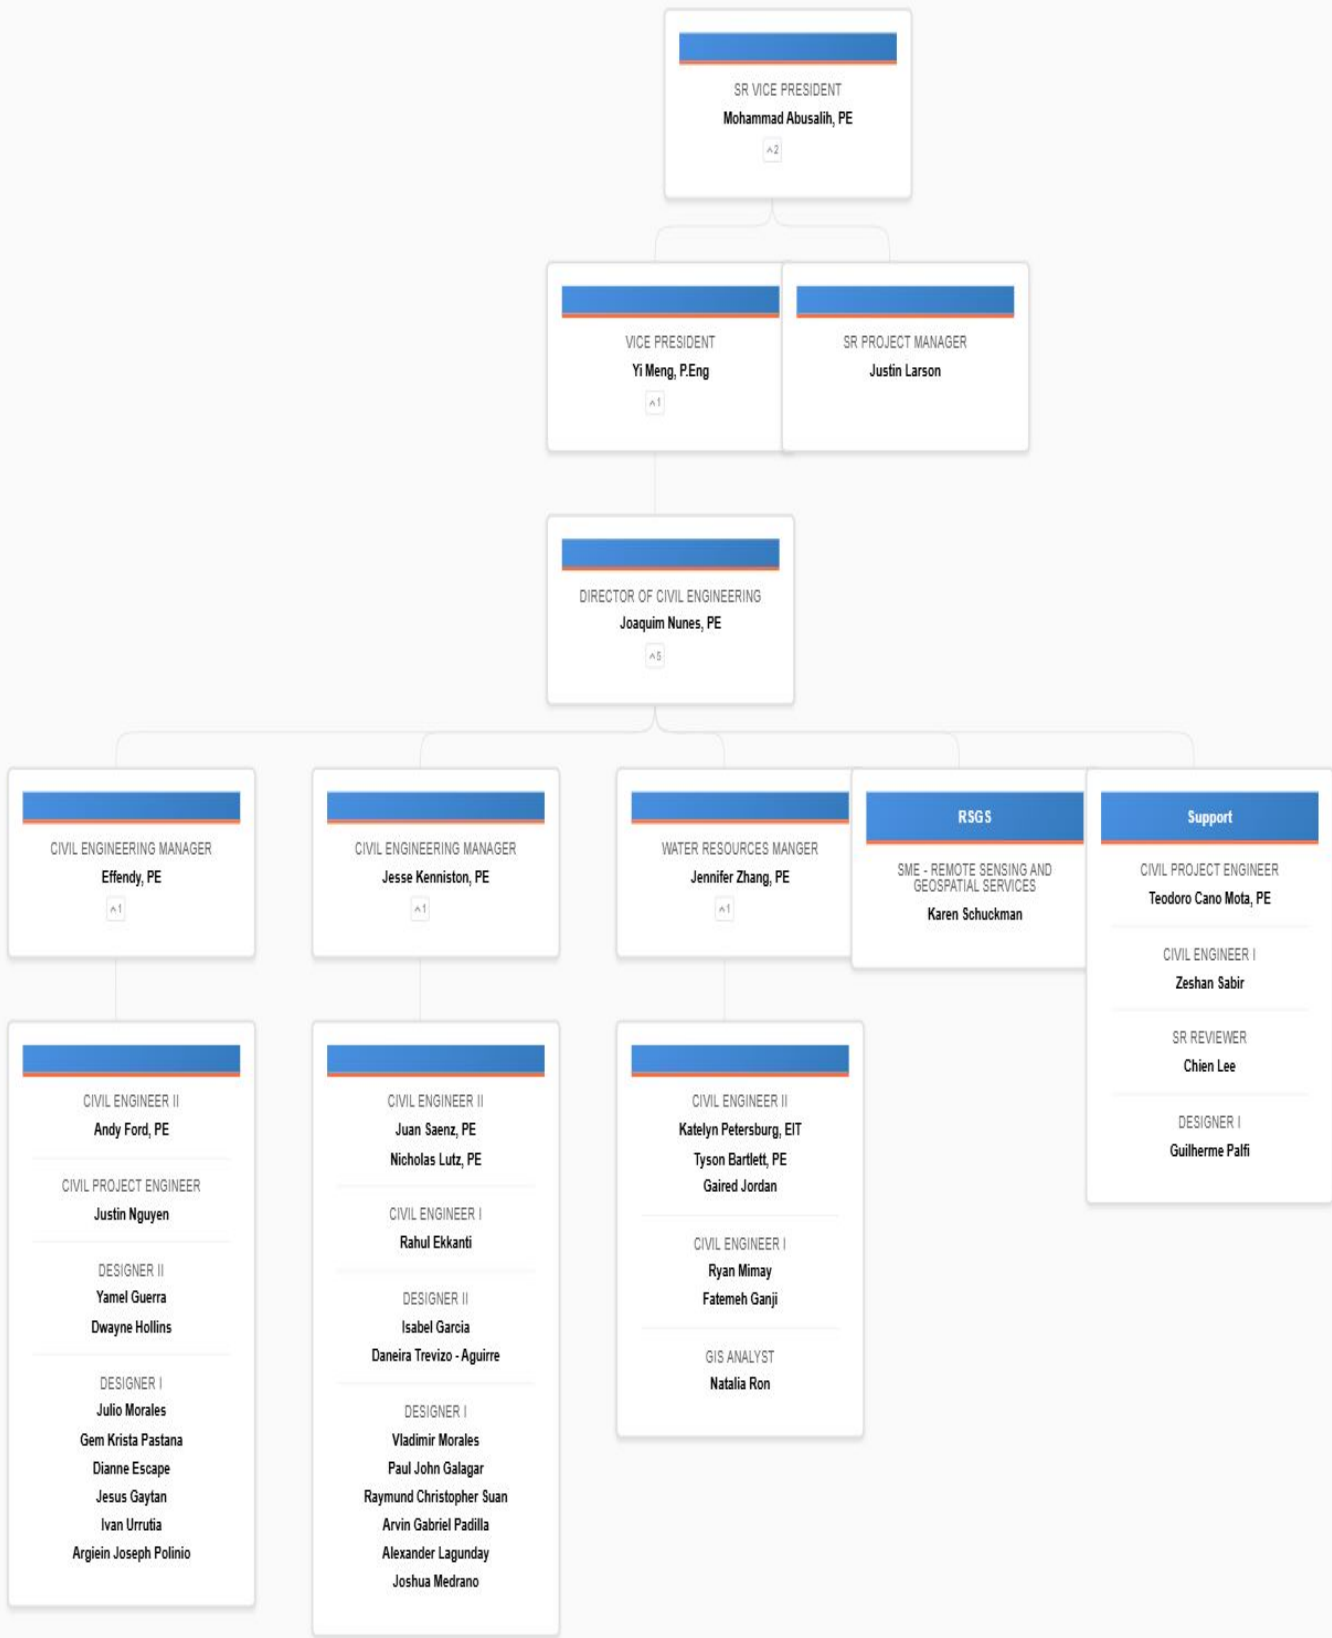 SR VICE PRESIDENT
Mohammad Abusalih, PE
^2
VICE PRESIDENT
Yi Meng, P.Eng
^1
SR PROJECT MANAGER
Justin Larson
DIRECTOR OF CIVIL ENGINEERING
Joaquim Nunes, PE
^5
CIVIL ENGINEERING MANAGER
Effendy, PE
^1
CIVIL ENGINEERING MANAGER
Jesse Kenniston, PE
^1
WATER RESOURCES MANGER
Jennifer Zhang, PE
^1
RSGS
SME - REMOTE SENSING AND
GEOSPATIAL SERVICES
Karen Schuckman
Support
CIVIL PROJECT ENGINEER
Teodoro Cano Mota, PE
CIVIL ENGINEER I
Zeshan Sabir
SR REVIEWER
Chien Lee
DESIGNER I
Guilherme Palfi
CIVIL ENGINEER II
Andy Ford, PE
CIVIL PROJECT ENGINEER
Justin Nguyen
DESIGNER II
Yamel Guerra
Dwayne Hollins
DESIGNER I
Julio Morales
Gem Krista Pastana
Dianne Escape
Jesus Gaytan
Ivan Urrutia
Argiein Joseph Polinio
CIVIL ENGINEER II
Juan Saenz, PE
Nicholas Lutz, PE
CIVIL ENGINEER I
Rahul Ekkanti
DESIGNER II
Isabel Garcia
Daneira Trevizo - Aguirre
DESIGNER I
Vladimir Morales
Paul John Galagar
Raymund Christopher Suan
Arvin Gabriel Padilla
Alexander Lagunday
Joshua Medrano
CIVIL ENGINEER II
Katelyn Petersburg, EIT
Tyson Bartlett, PE
Gaired Jordan
CIVIL ENGINEER I
Ryan Mimay
Fatemeh Ganji
GIS ANALYST
Natalia Ron